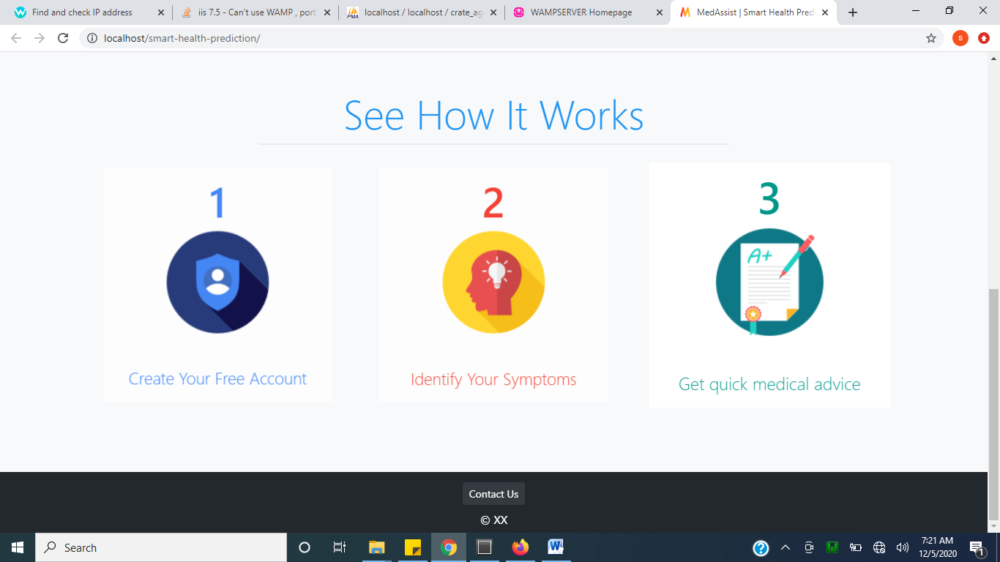 Find and check IP address
iis 7.5 - Can't use WAMP , port
localhost / localhost / crate_ag
WAMPSERVER Homepage
MedAssist | Smart Health Pred
localhost/smart-health-prediction/
S
PMA
See How It Works
1
2
3
A+
Create Your Free Account
Identify Your Symptoms
Get quick medical advice
Contact Us
© XX
Search
7:21 AM
12/5/2020
1